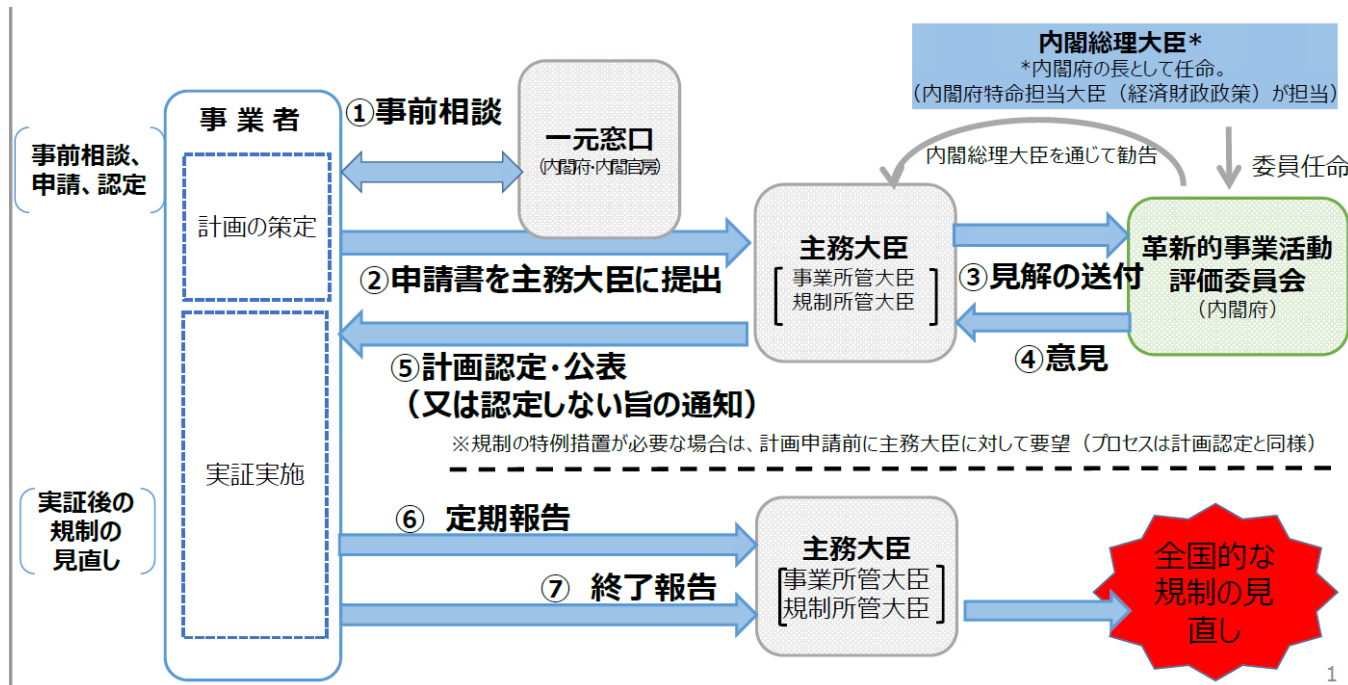 内閣総理大臣*
*内閣府の長として任命。
(内閣府特命担当大臣（経済財政政策）が担当)
事業者
①事前相談
一元窓口
(内閣府・内閣官房)
事前相談、
申請、認定
内閣総理大臣を通じて勧告
委員任命
計画の策定
主務大臣
事業所管大臣
規制所管大臣
革新的事業活動
評価委員会
（内閣府）
②申請書を主務大臣に提出
③見解の送付
④意見
⑤計画認定・公表
（又は認定しない旨の通知）
※規制の特例措置が必要な場合は、計画申請前に主務大臣に対して要望（プロセスは計画認定と同様）
実証実施
実証後の
規制の
見直し
⑥ 定期報告
⑦ 終了報告
主務大臣
事業所管大臣
規制所管大臣
全国的な
規制の見
直し
1